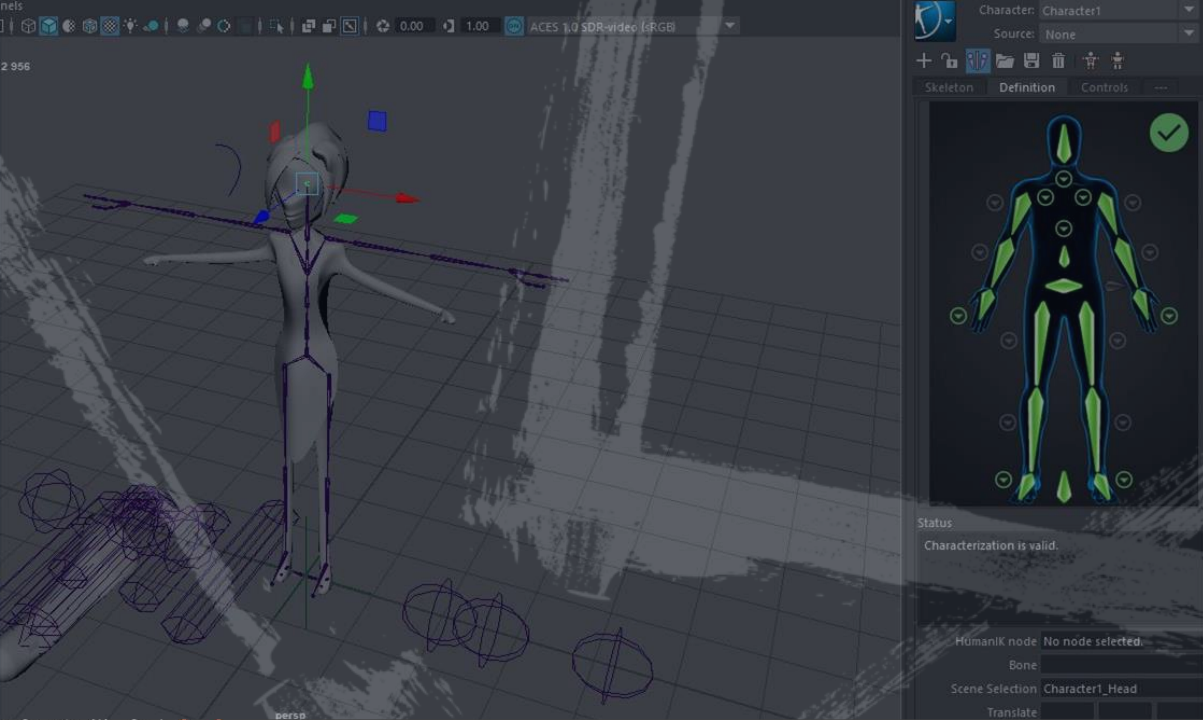 nels
Character: Character1
Source: None
0.00 1.00 ACES 1.0 SDR-video (sRGB)
2 956
Skeleton Definition Controls ---
Status
Characterization is valid.
HumanIK node No node selected.
Bone
Scene Selection Character1_Head
Translate
persp